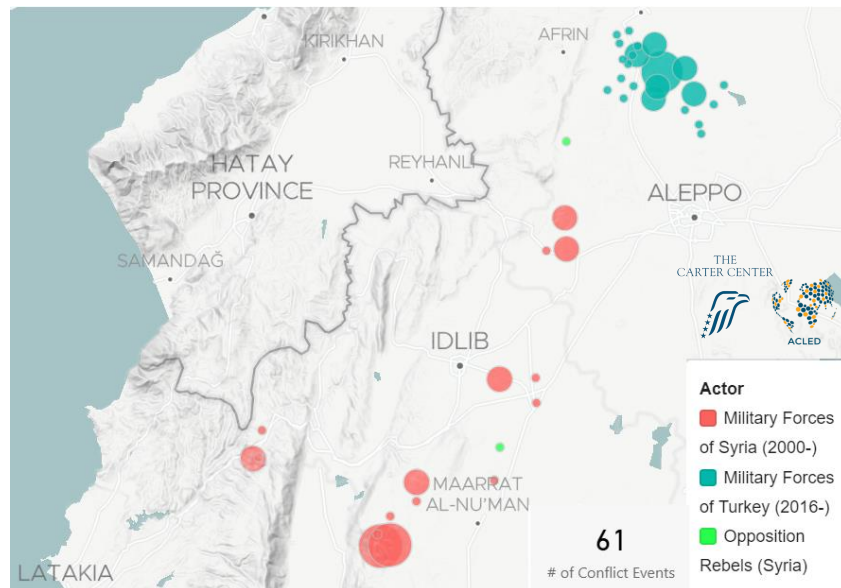 KIRIKHAN
AFRIN
HATAY
PROVINCE
REYHANLI
ALEPPO
SAMANDAĞ
THE
CARTER CENTER
ACLED
IDLIB
Actor
Military Forces
of Syria (2000-)
Military Forces
of Turkey (2016-)
Opposition
Rebels (Syria)
MAARRAT
AL-NU'MAN
61
# of Conflict Events
LATAKIA